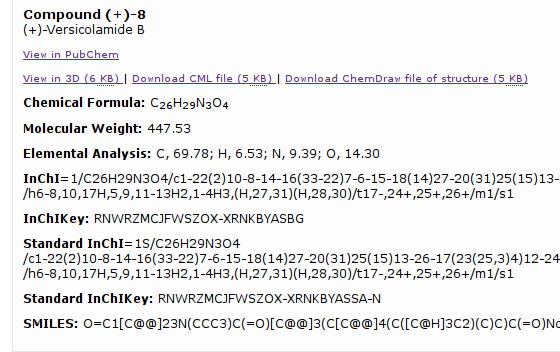 Compound (+)-8
(+)-Versicolamide B
View in PubChem
View in 3D (6 KB) | Download CML file (5 KB) | Download ChemDraw file of structure (5 KB)
Chemical Formula: C26H29N3O4
Molecular Weight: 447.53
Elemental Analysis: C, 69.78; H, 6.53; N, 9.39; O, 14.30
InChI=1/C26H29N3O4/c1-22(2)10-8-14-16(33-22)7-6-15-18(14)27-20(31)25(15)13-
/h6-8,10,17H,5,9,11-13H2,1-4H3,(H,27,31)(H,28,30)/t17-,24+,25+,26+/m1/s1
InChIKey: RNWRZMCJFWSZOX-XRNKBYASBG
Standard InChI=1S/C26H29N3O4
/c1-22(2)10-8-14-16(33-22)7-6-15-18(14)27-20(31)25(15)13-26-17(23(25,3)4)12-24
/h6-8,10,17H,5,9,11-13H2,1-4H3,(H,27,31)(H,28,30)/t17-,24+,25+,26+/m1/s1
Standard InChIKey: RNWRZMCJFWSZOX-XRNKBYASSA-N
SMILES: O=C1[C@@]23N(CCC3)C(=O)[C@@]3(C[C@@]4(C([C@H]3C2)(C)C)C(=O)Nc